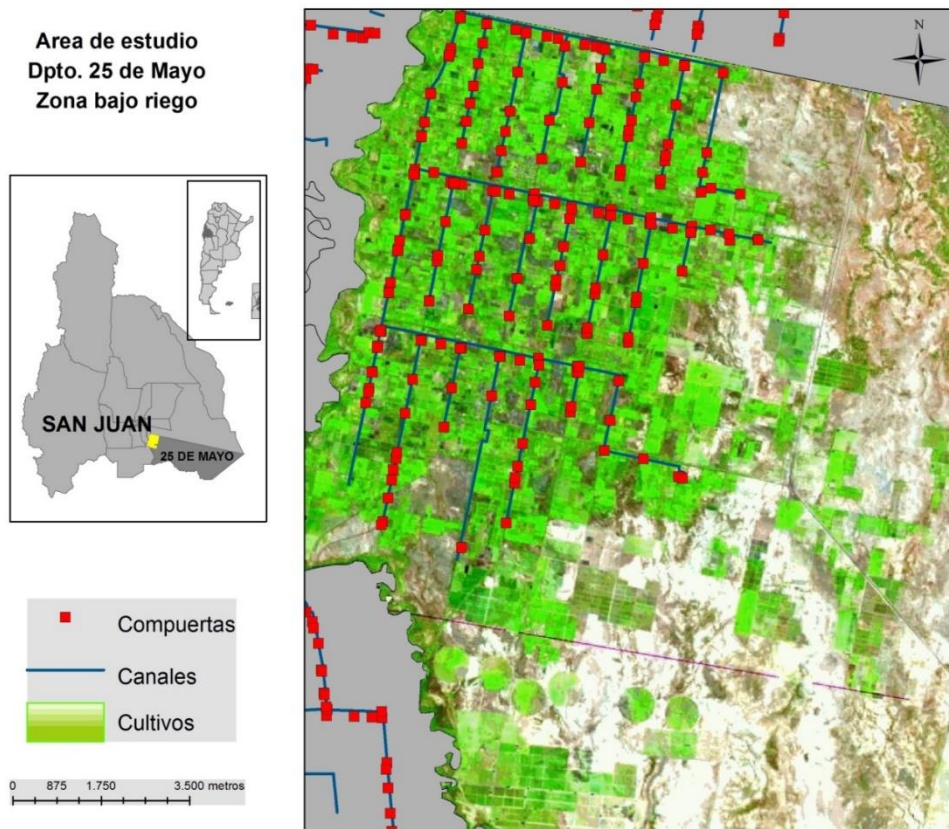 Area de estudio
Dpto. 25 de Mayo
Zona bajo riego
N
SAN JUAN
25 DE MAYO
Compuertas
Canales
Cultivos
0 875 1.750 3.500 metros